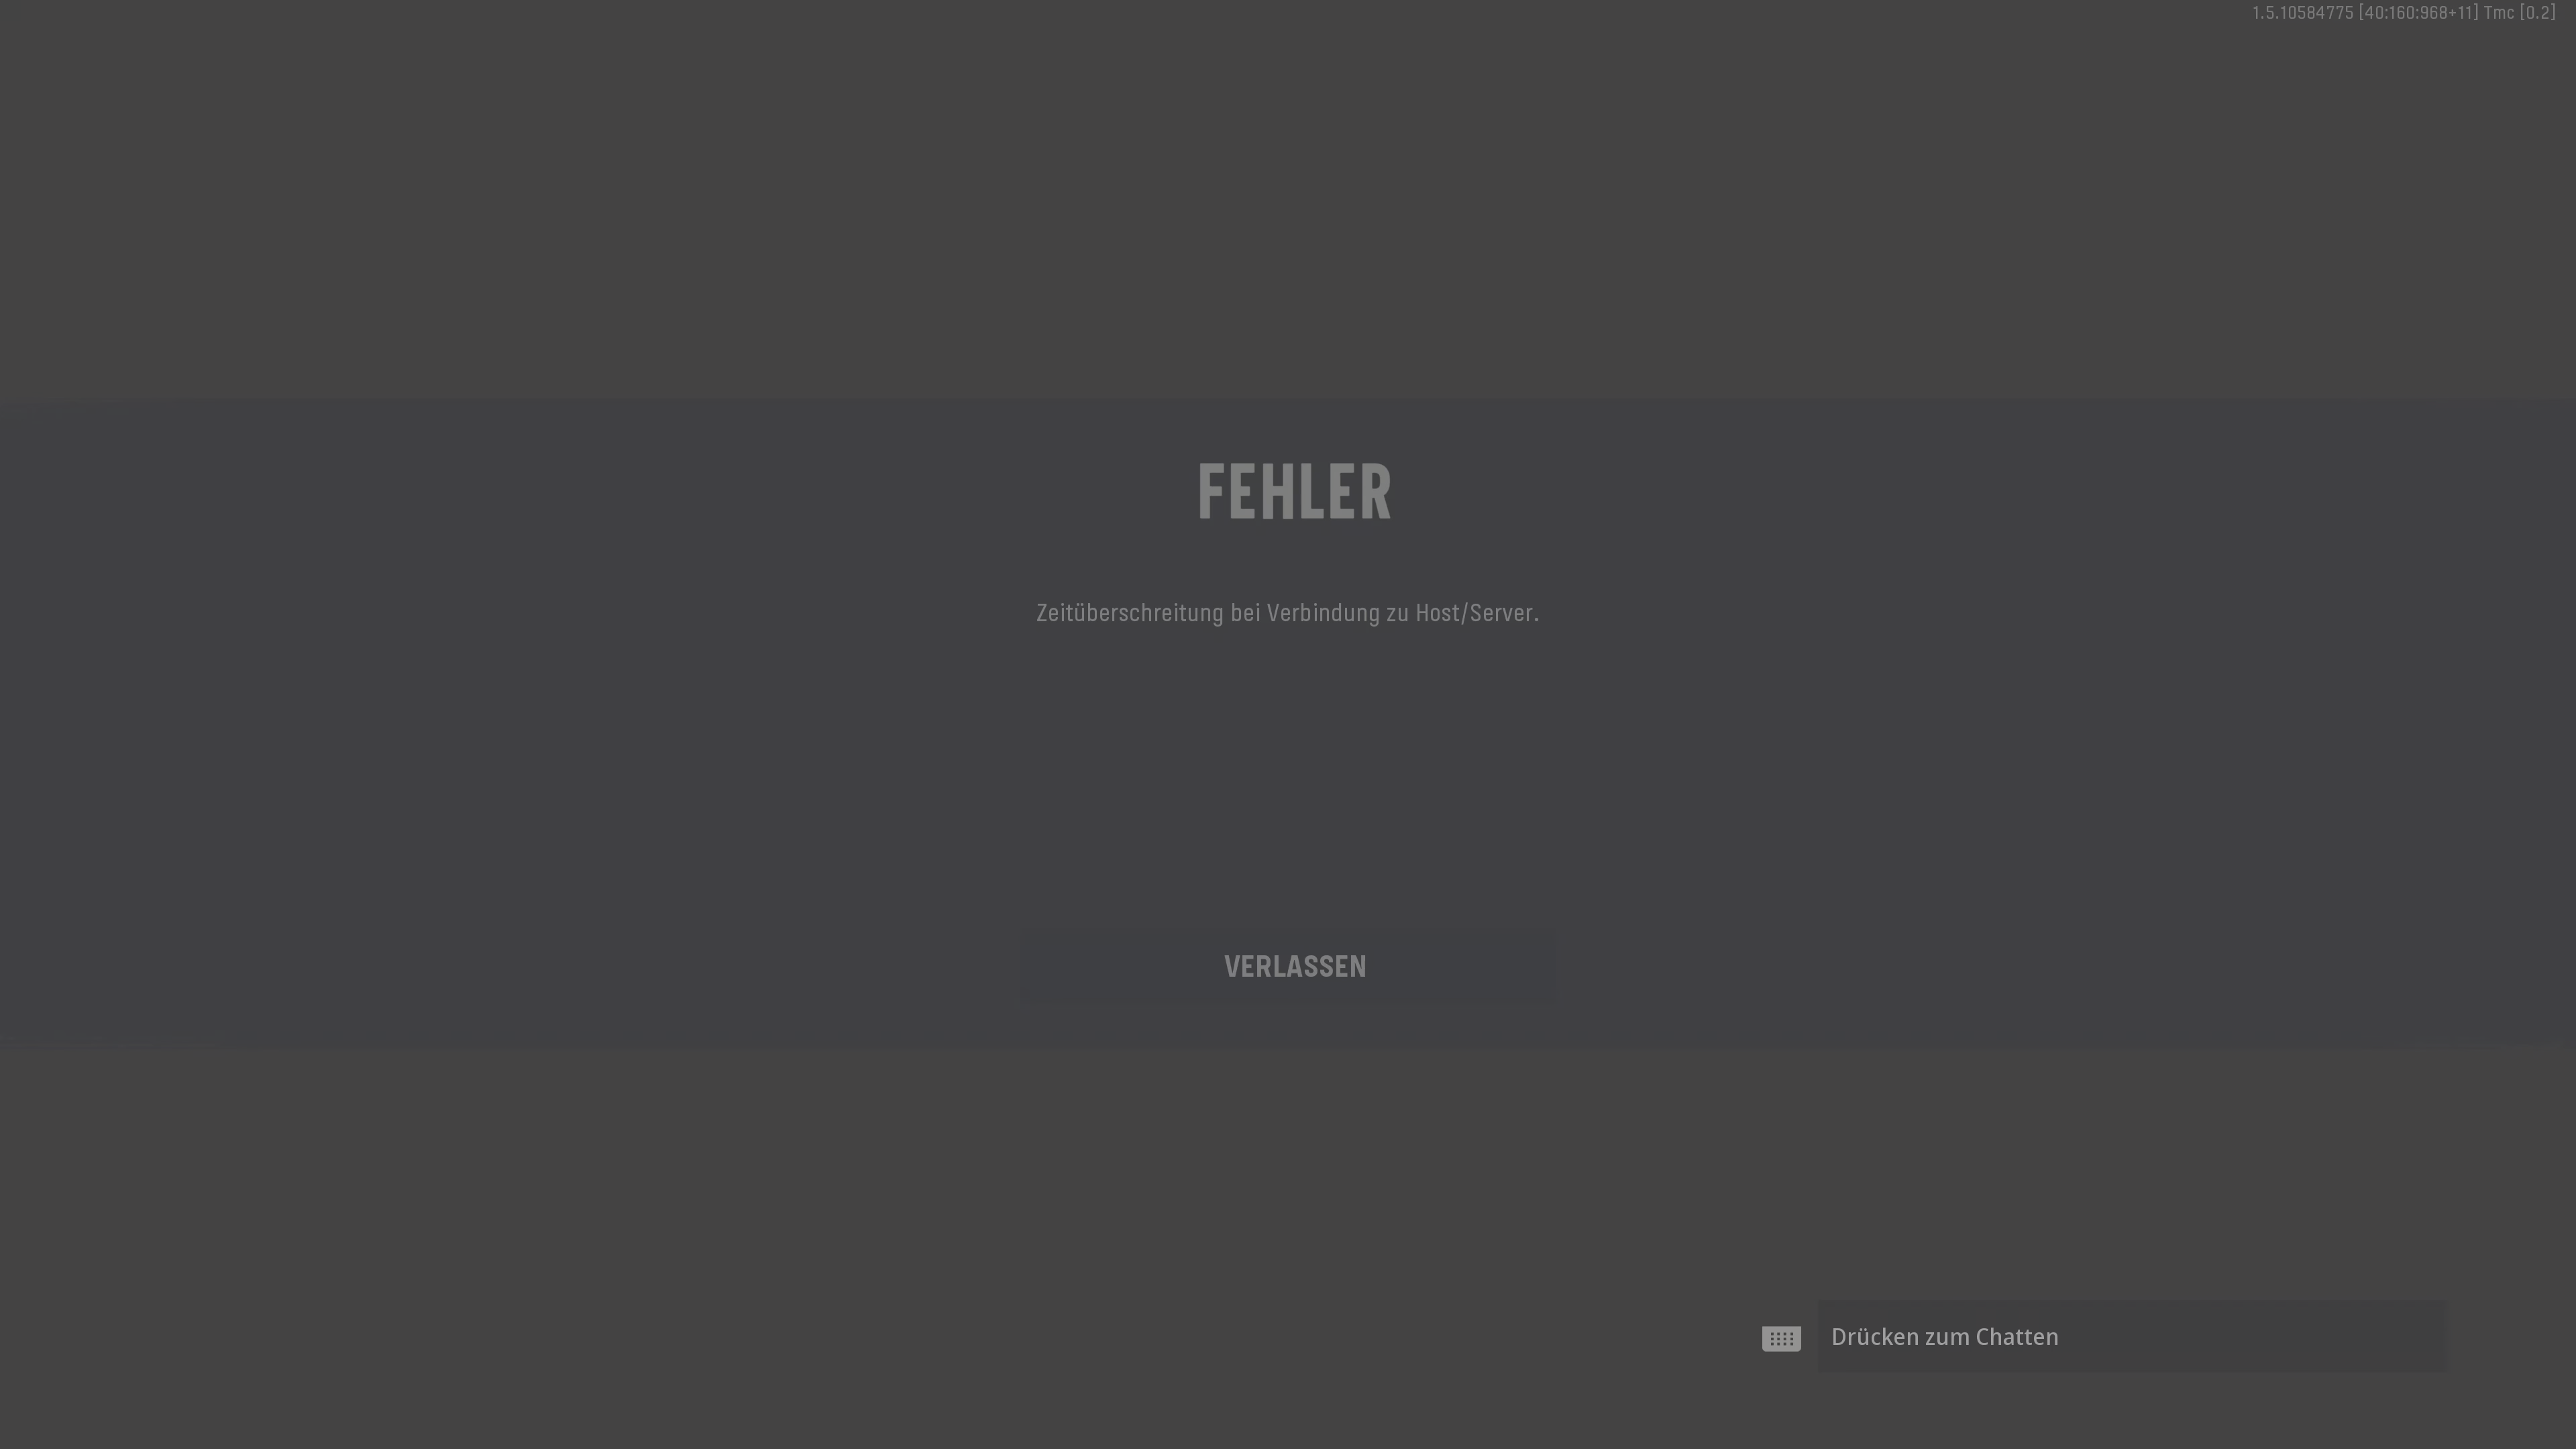 1.5.10584775 [40:160:968+11] Tmc [0.2]
FEHLER
Zeitüberschreitung bei Verbindung zu Host/Server.
VERLASSEN
Drücken zum Chatten